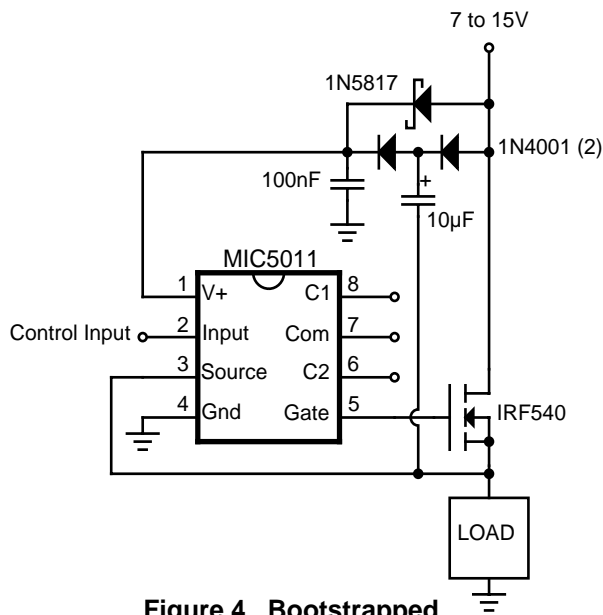 7 to 15V
1N5817
1N4001 (2)
100nF
+
10µF
MIC5011
1 V+ C1 8
Control Input 2 Input Com 7
3 Source C2 6
4 Gnd Gate 5
IRF540
LOAD
Figure 4. Bootstrapped